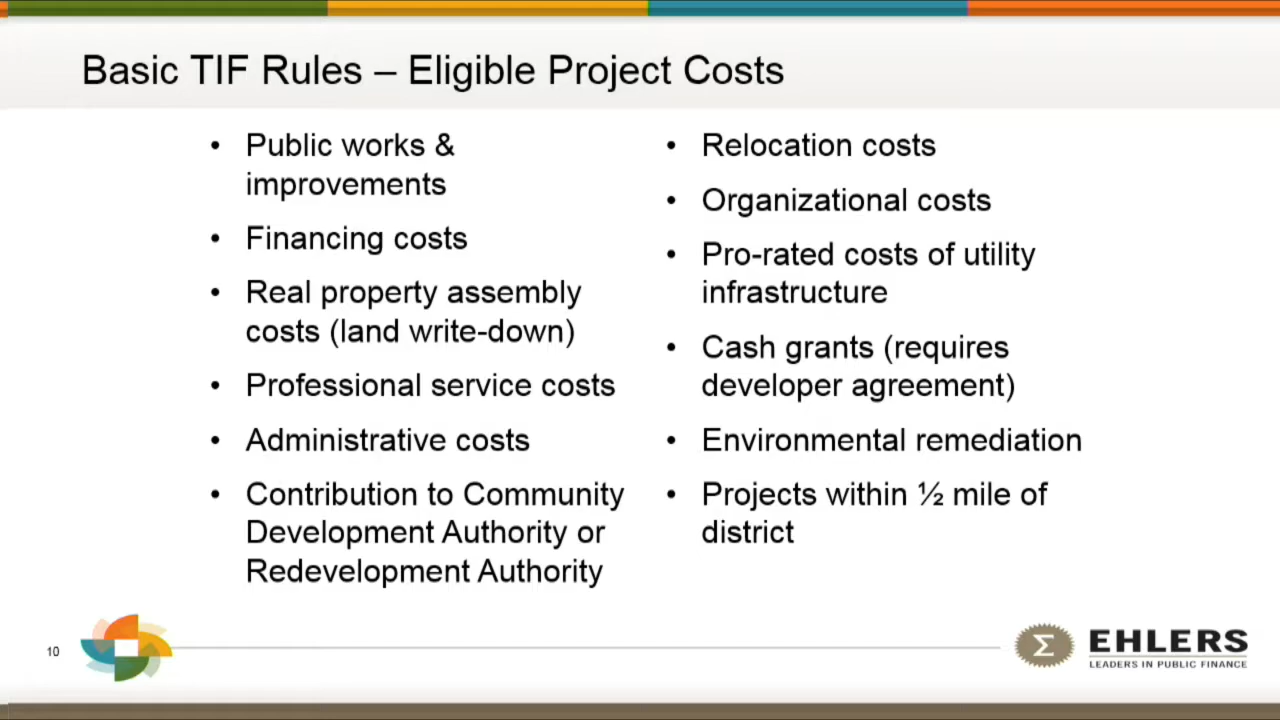 Basic TIF Rules – Eligible Project Costs
• Public works &
improvements
• Financing costs
• Real property assembly
costs (land write-down)
• Professional service costs
• Administrative costs
• Contribution to Community
Development Authority or
Redevelopment Authority
• Relocation costs
• Organizational costs
• Pro-rated costs of utility
infrastructure
• Cash grants (requires
developer agreement)
• Environmental remediation
• Projects within ½ mile of
district
10
Σ
EHLERS
LEADERS IN PUBLIC FINANCE